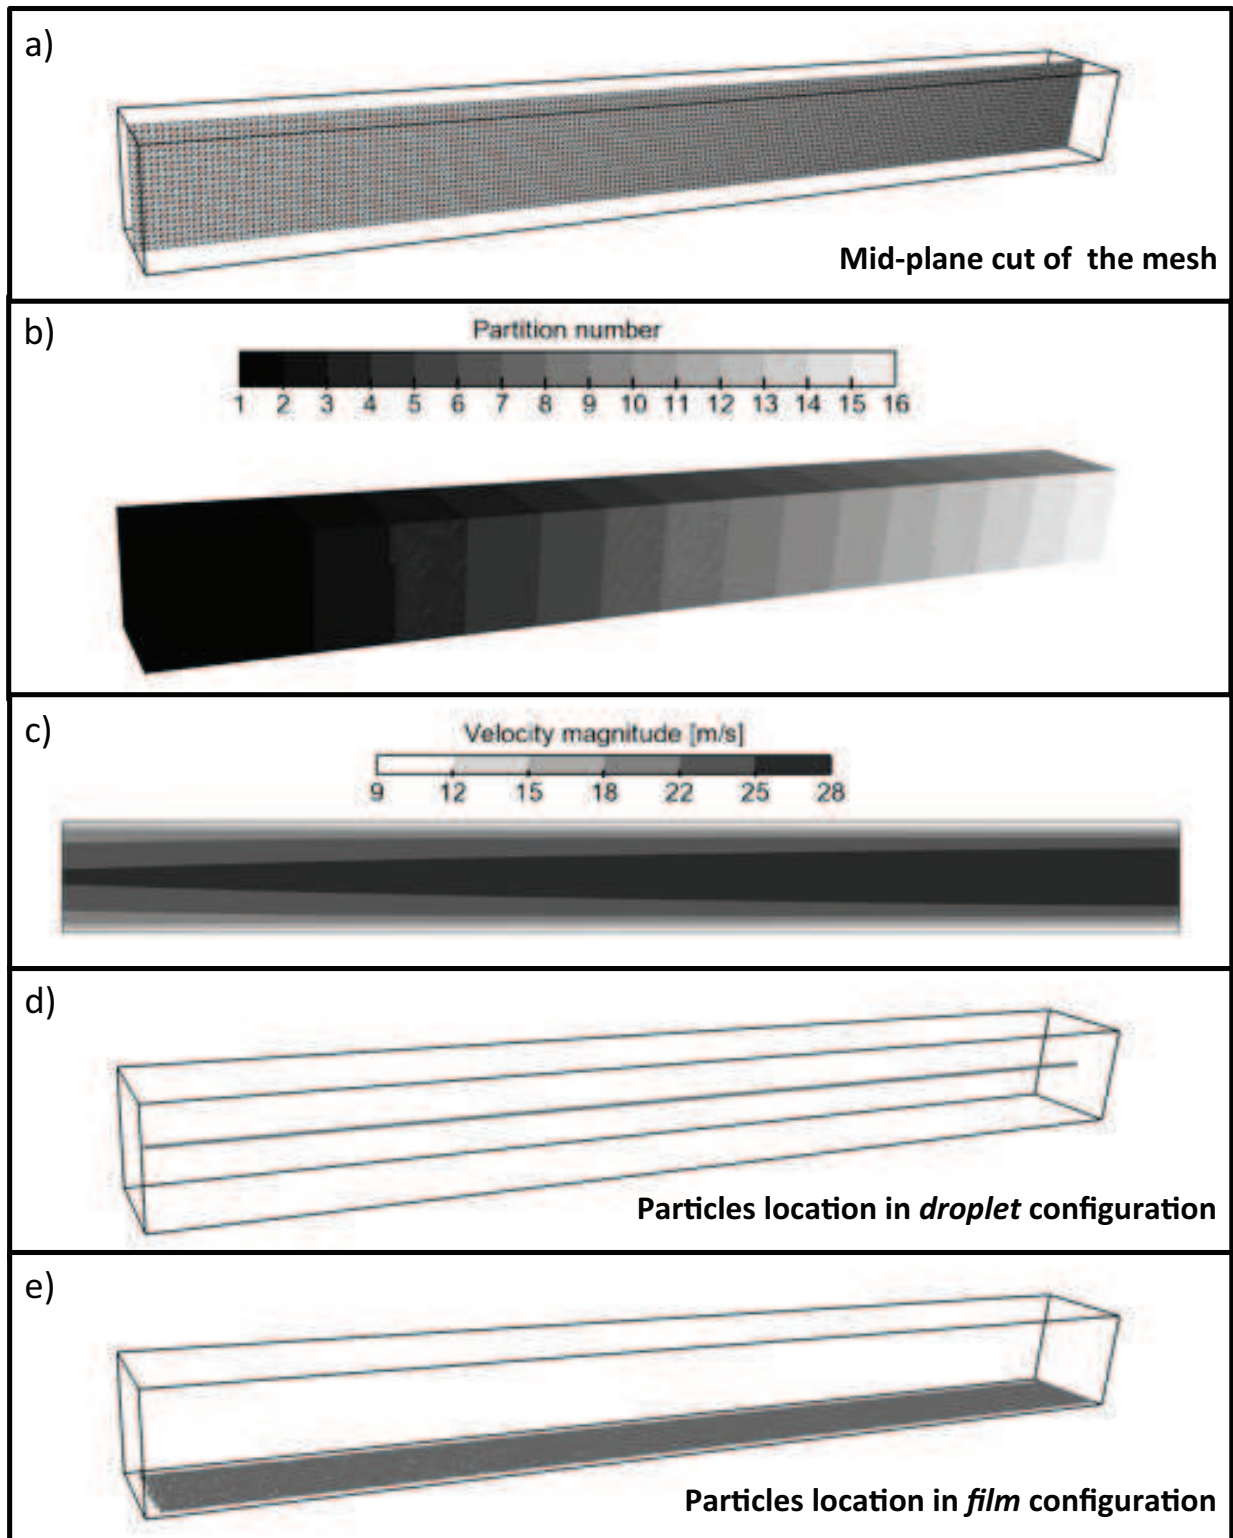 a)
Mid-plane cut of the mesh
b)
Partition number
1 2 3 4 5 6 7 8 9 10 11 12 13 14 15 16
c)
Velocity magnitude [m/s]
9 12 15 18 22 25 28
d)
Particles location in droplet configuration
e)
Particles location in film configuration